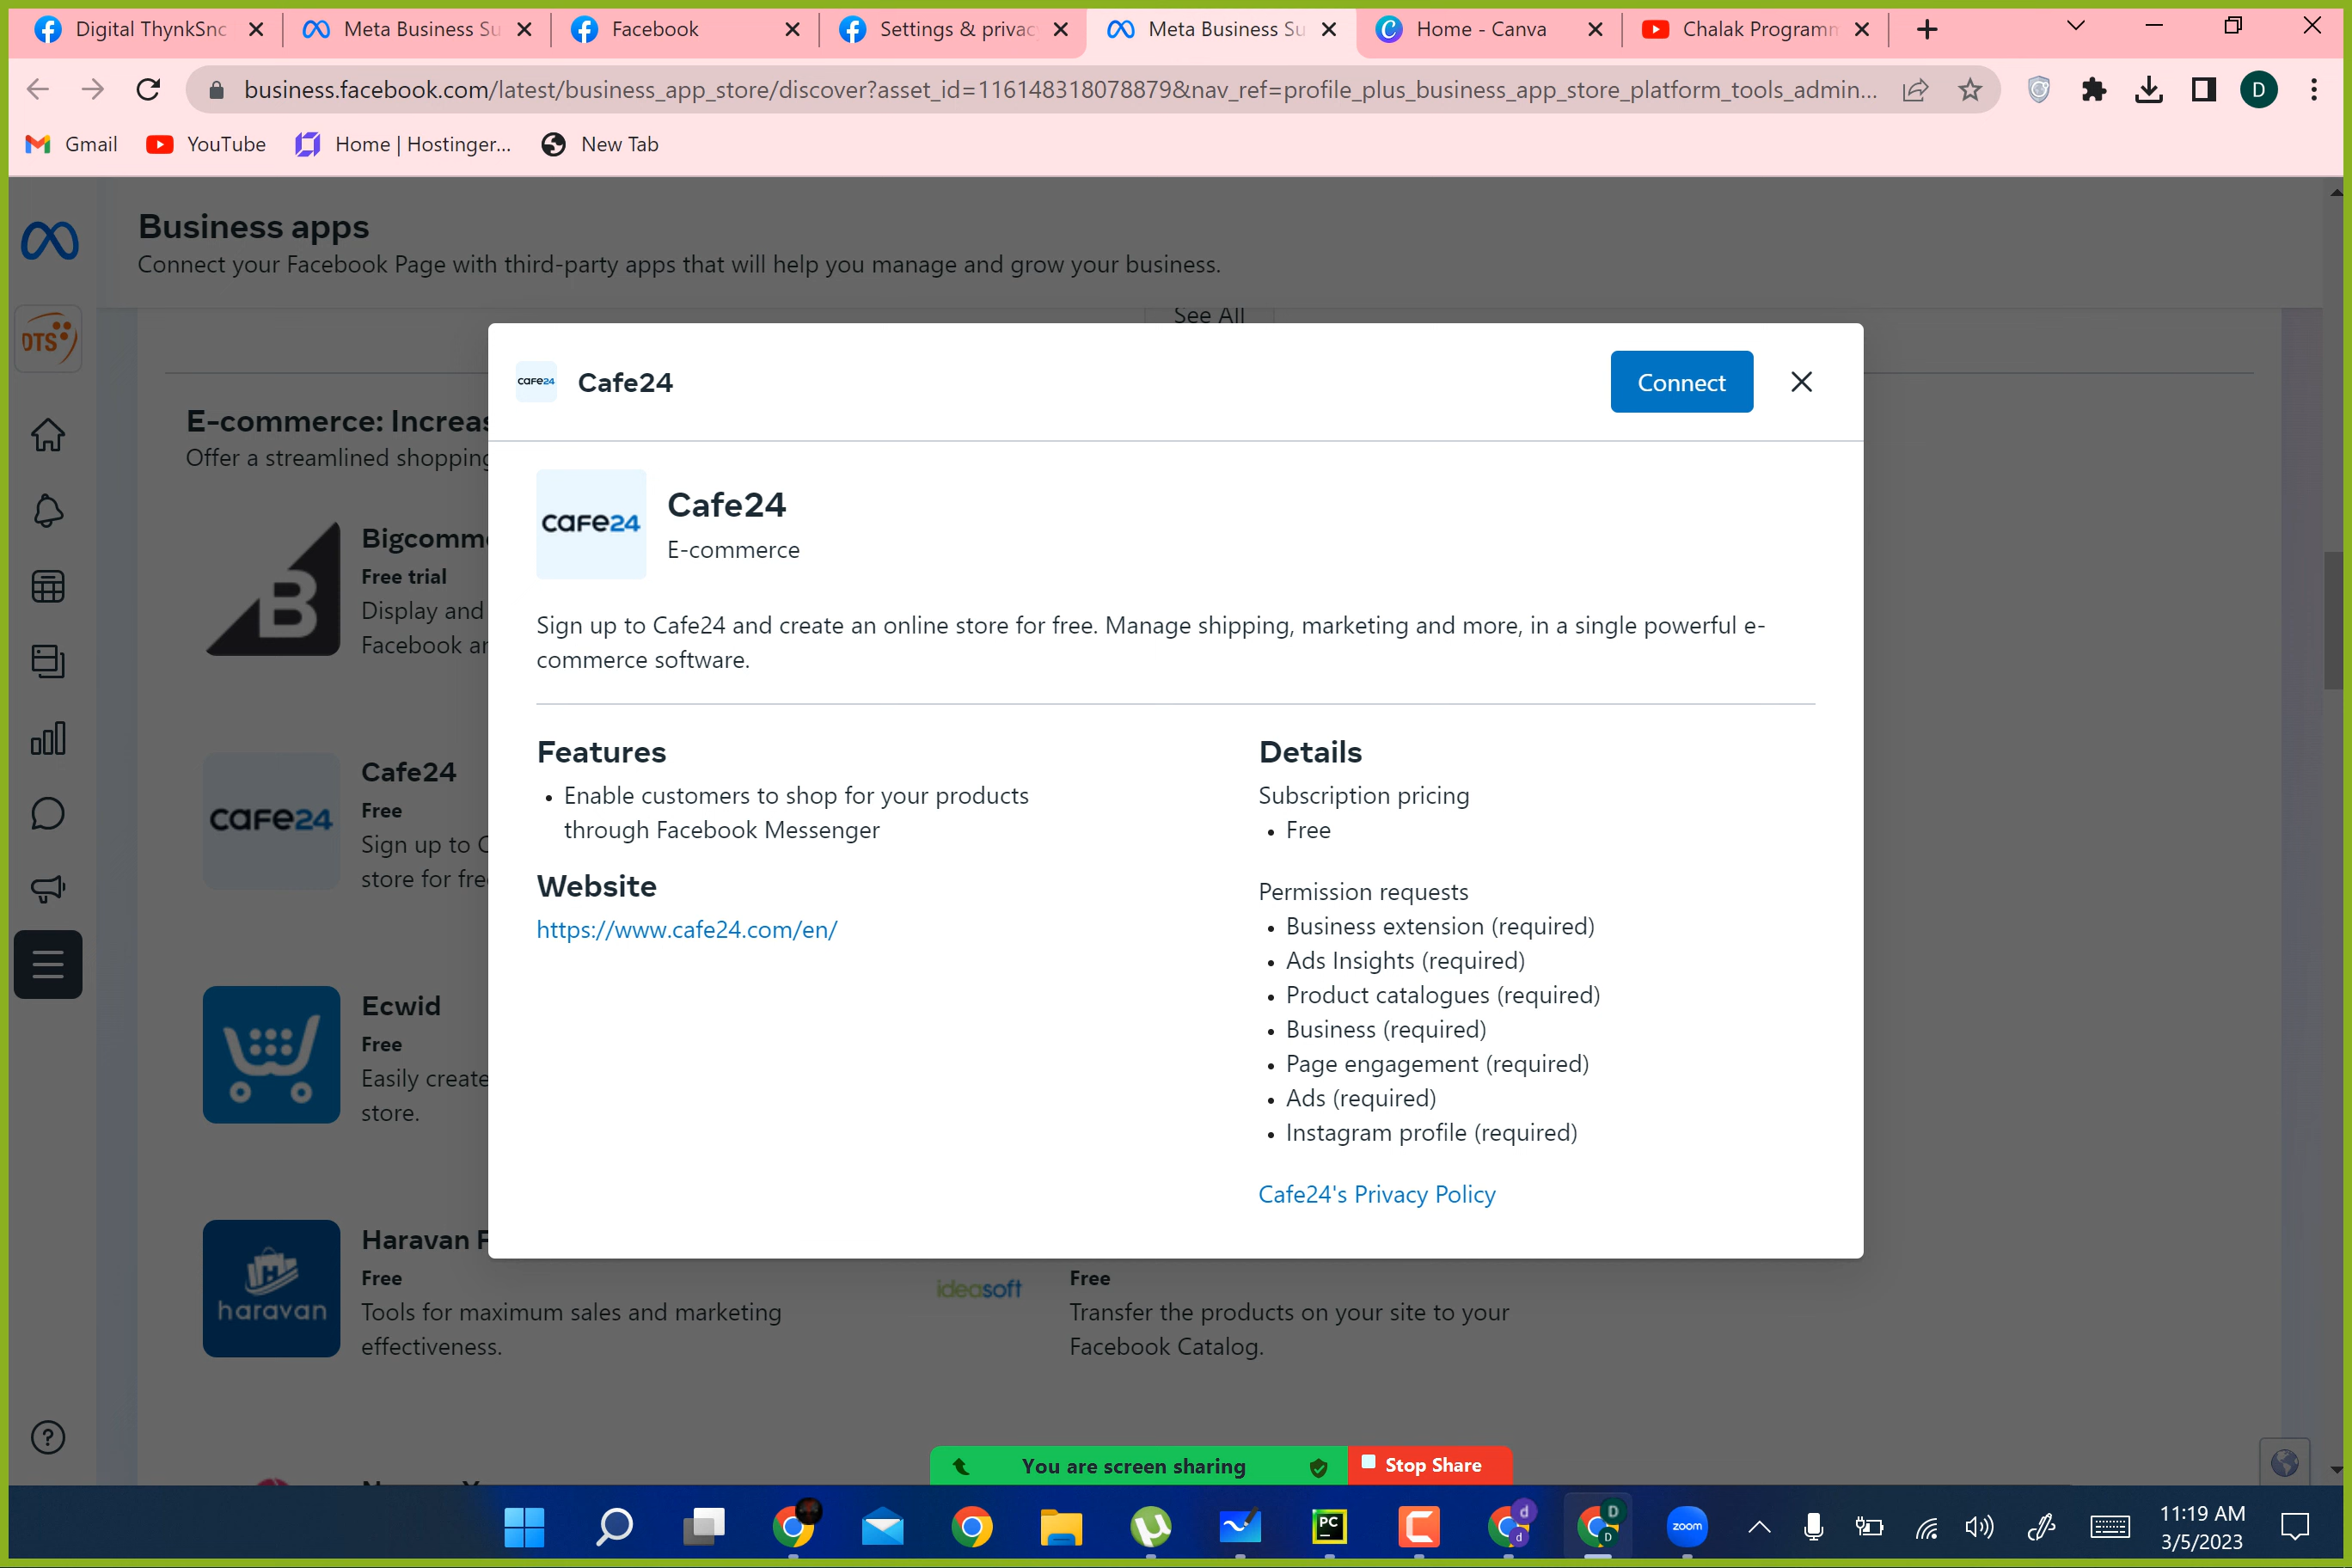 Digital ThynkSnc
Meta Business Su
Facebook
Settings & privac
Meta Business Su
Home - Canva
Chalak Programm
business.facebook.com/latest/business_app_store/discover?asset_id=116148318078879&nav_ref=profile_plus_business_app_store_platform_tools_admin...
D
Gmail
YouTube
Home | Hostinger...
New Tab
Business apps
Connect your Facebook Page with third-party apps that will help you manage and grow your business.
See All
DTS
E-commerce: Increas
Offer a streamlined shopping
Bigcomme
Free trial
Display and
Facebook an
B
Cafe24
Free
Sign up to C
store for fre
CAFE24
Ecwid
Free
Easily create
store.
Haravan F
Free
Tools for maximum sales and marketing
effectiveness.
H
haravan
ideasoft
Free
Transfer the products on your site to your
Facebook Catalog.
CAFE24
Cafe24
Connect
CAFE24
Cafe24
E-commerce
Sign up to Cafe24 and create an online store for free. Manage shipping, marketing and more, in a single powerful e-
commerce software.
Features
• Enable customers to shop for your products
through Facebook Messenger
Website
https://www.cafe24.com/en/
Details
Subscription pricing
• Free
Permission requests
• Business extension (required)
• Ads Insights (required)
• Product catalogues (required)
• Business (required)
• Page engagement (required)
• Ads (required)
• Instagram profile (required)
Cafe24's Privacy Policy
You are screen sharing
Stop Share
PC
d
d
D
D
zoom
11:19 AM
3/5/2023